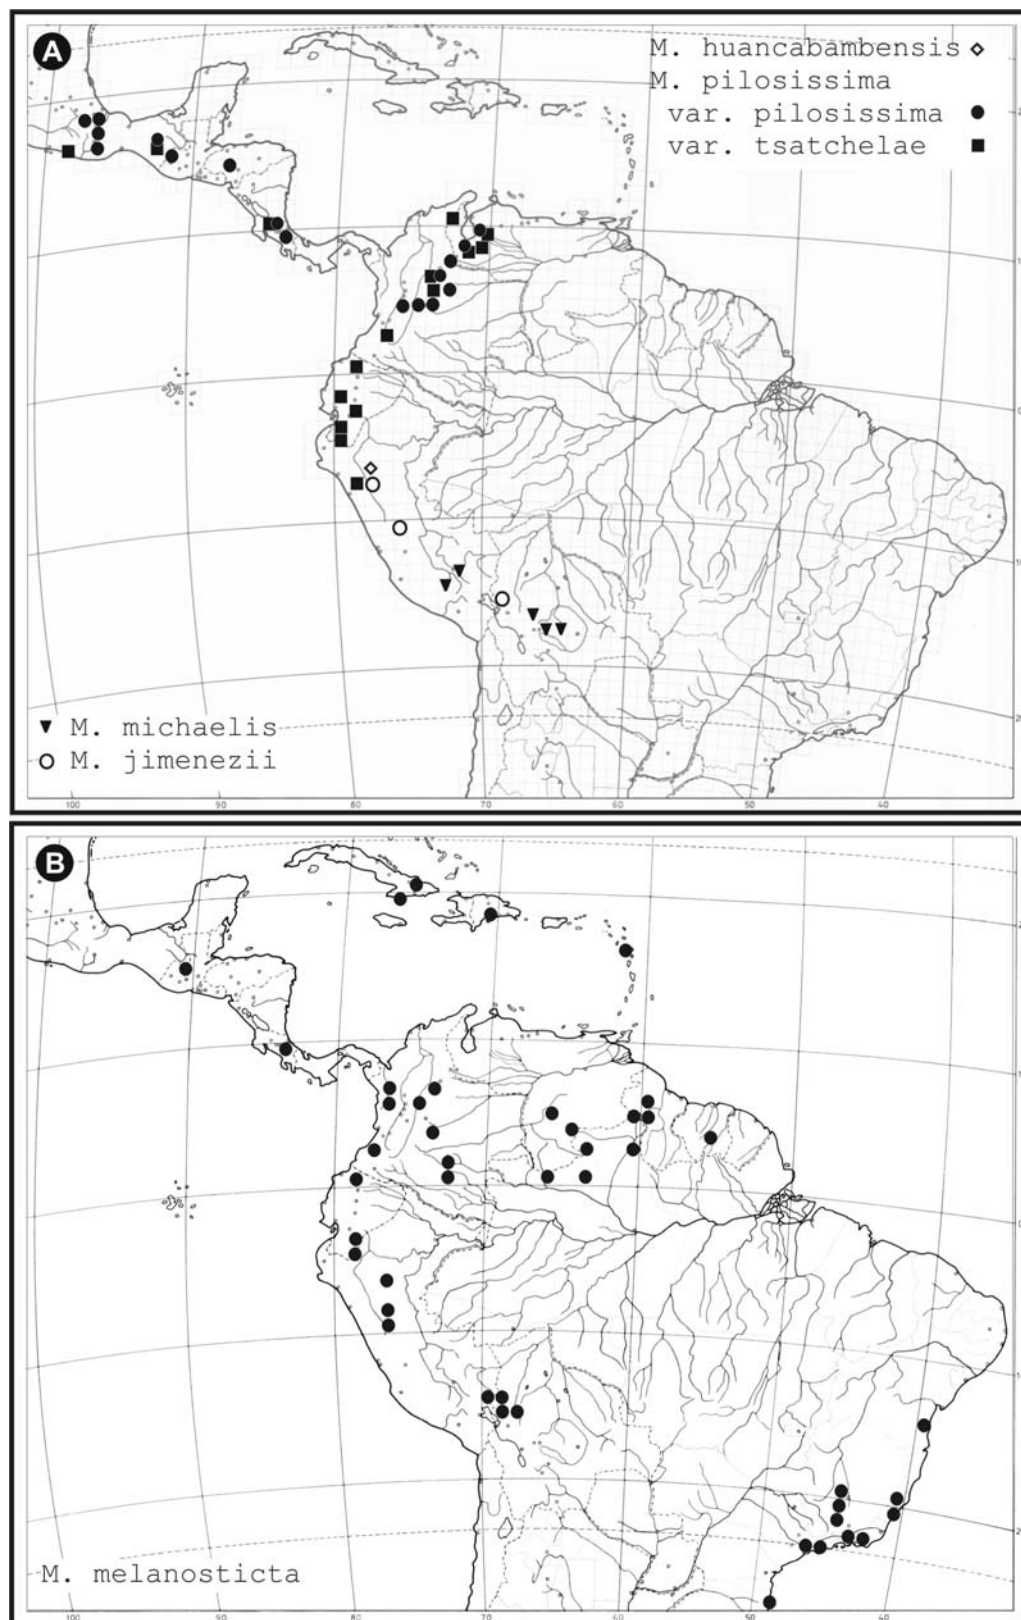 A
M. huancabambensis
M. pilosissima
var. pilosissima
var. tsatchelae
M. michaelis
M. jimenezii
100 90 80 70 60 50 40
B
M. melanosticta
100 90 80 70 60 50 40